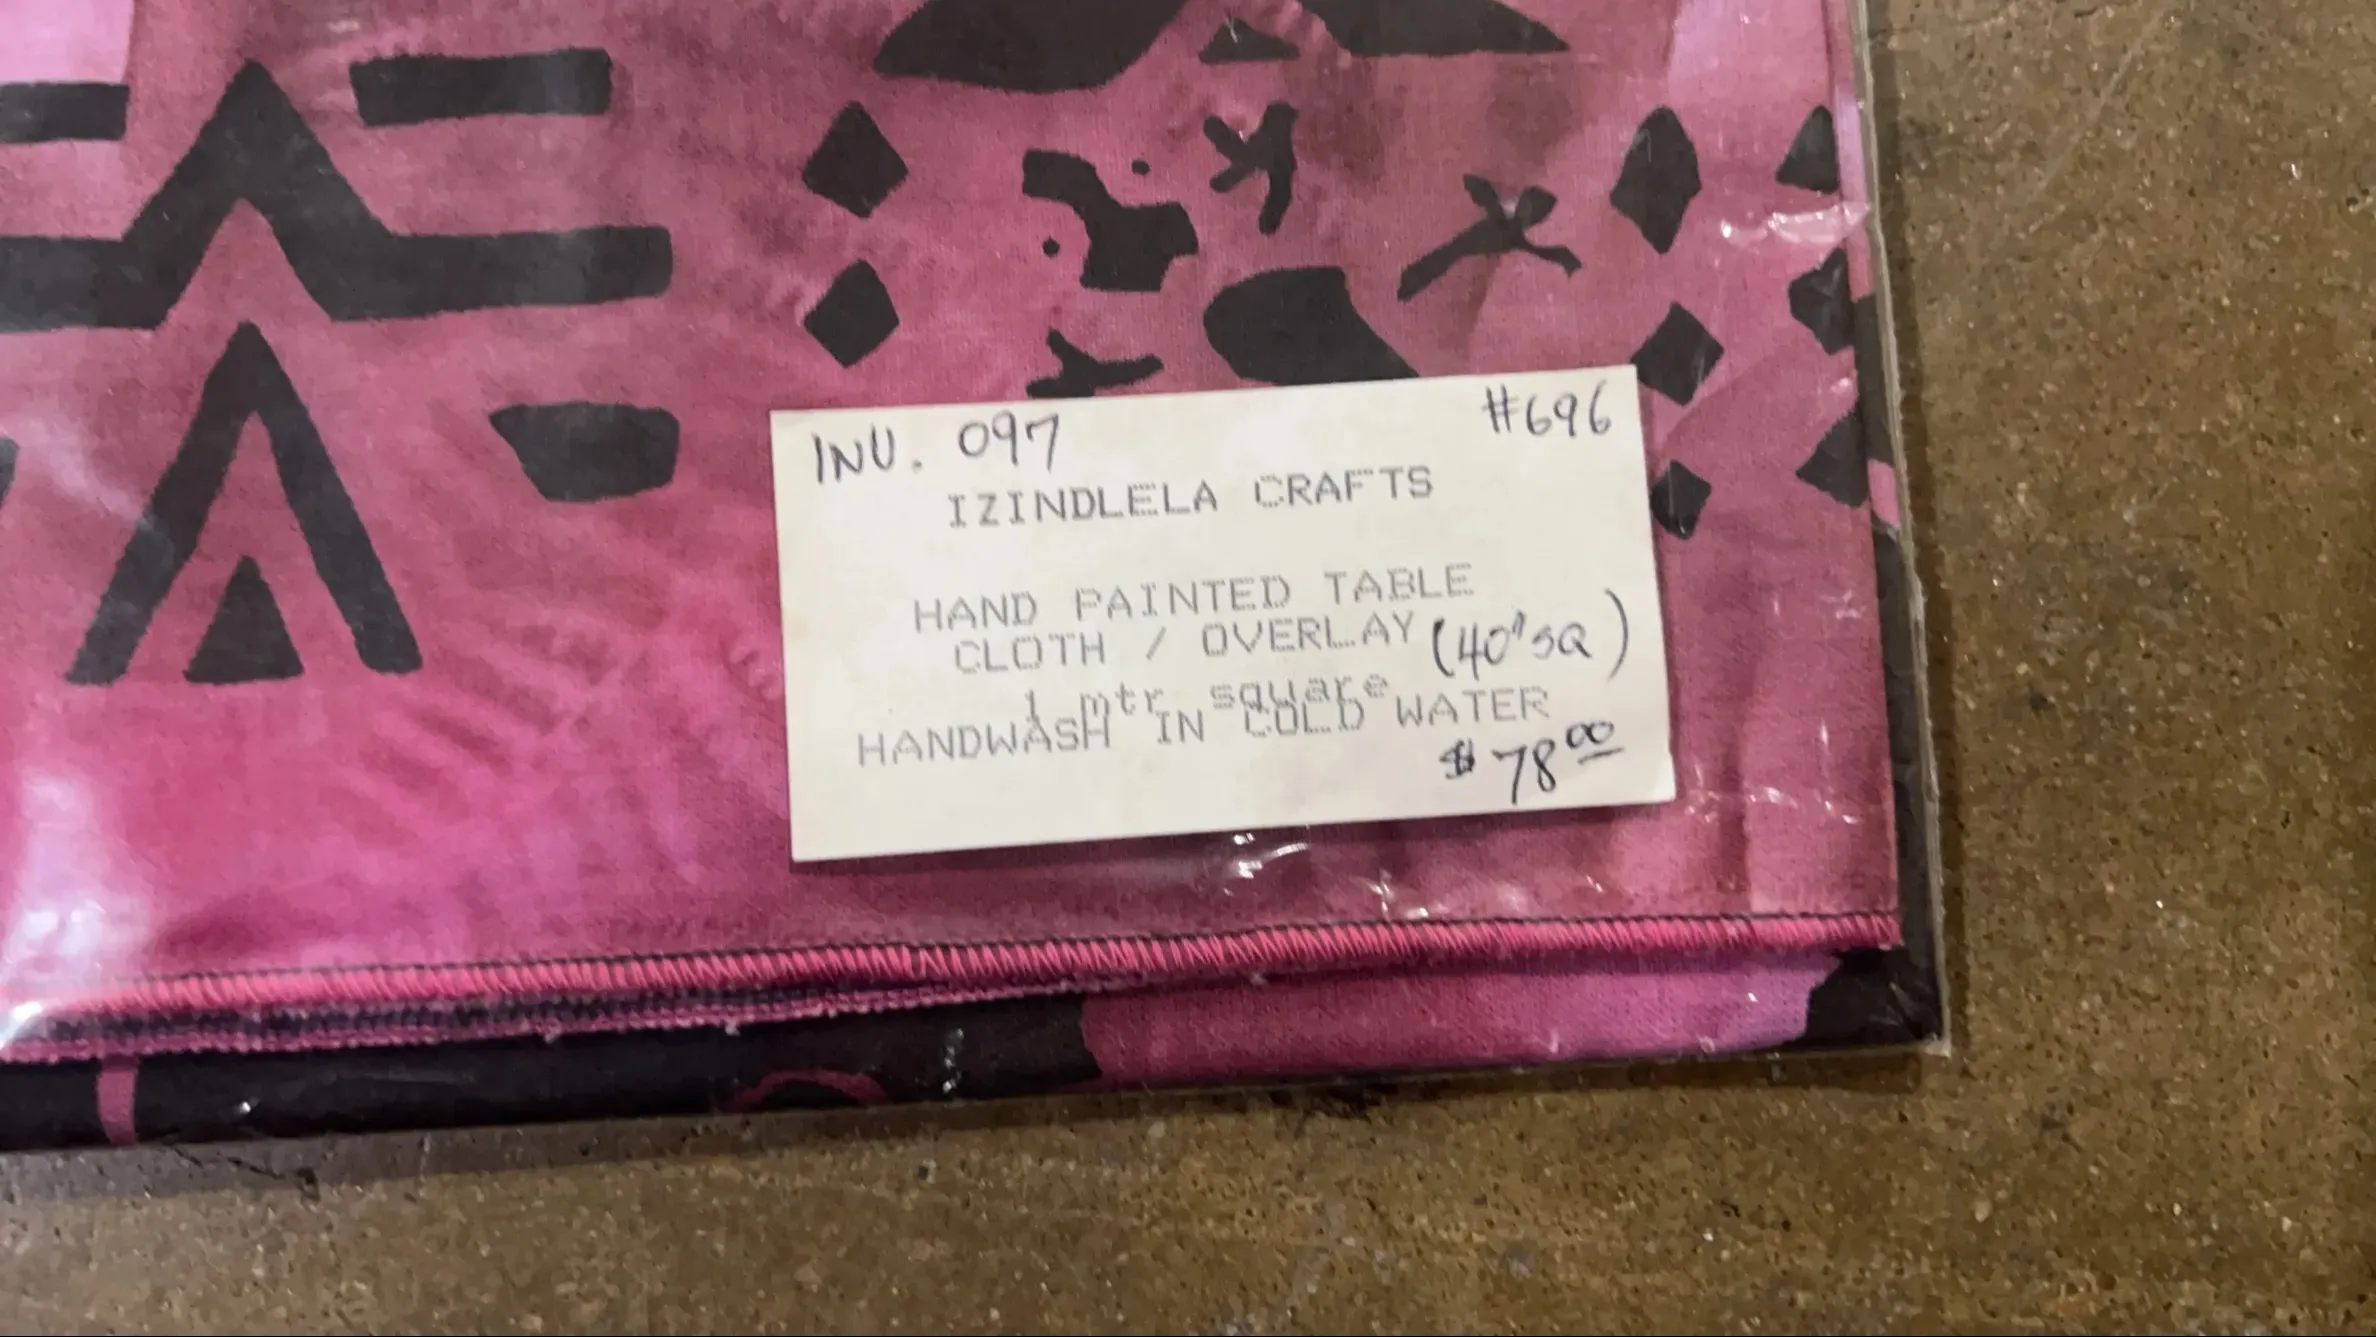 INV. 097 #696
IZINDLELA CRAFTS
HAND PAINTED TABLE
CLOTH / OVERLAY (40" SQ)
1 mtr square
HANDWASH IN COLD WATER
$78.00